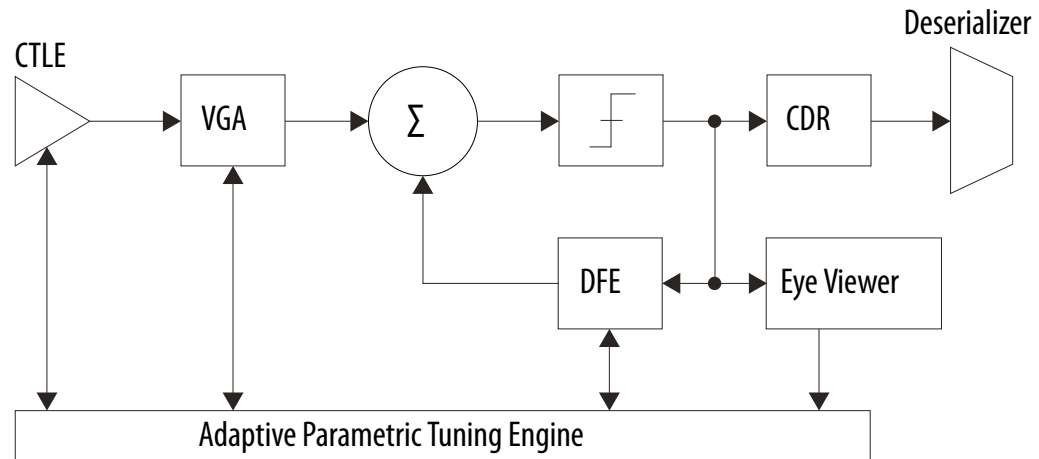 Deserializer
CTLE
VGA
Σ
CDR
DFE
Eye Viewer
Adaptive Parametric Tuning Engine